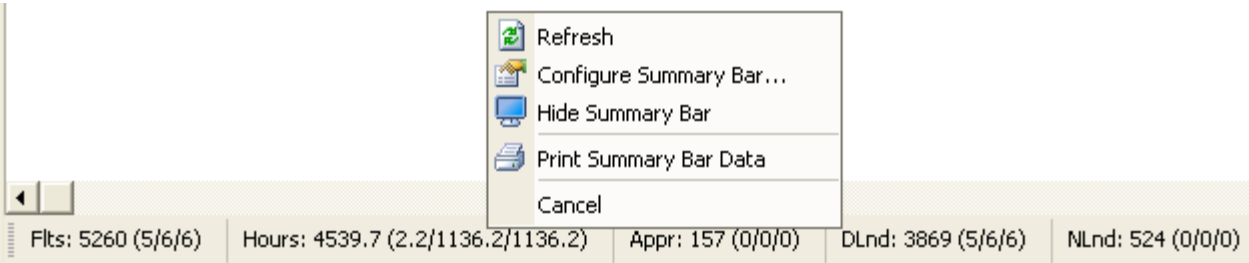 Refresh
Configure Summary Bar...
Hide Summary Bar
Print Summary Bar Data
Cancel
Flts: 5260 (5/6/6) Hours: 4539.7 (2.2/1136.2/1136.2) Appr: 157 (0/0/0) DLnd: 3869 (5/6/6) NLnd: 524 (0/0/0)